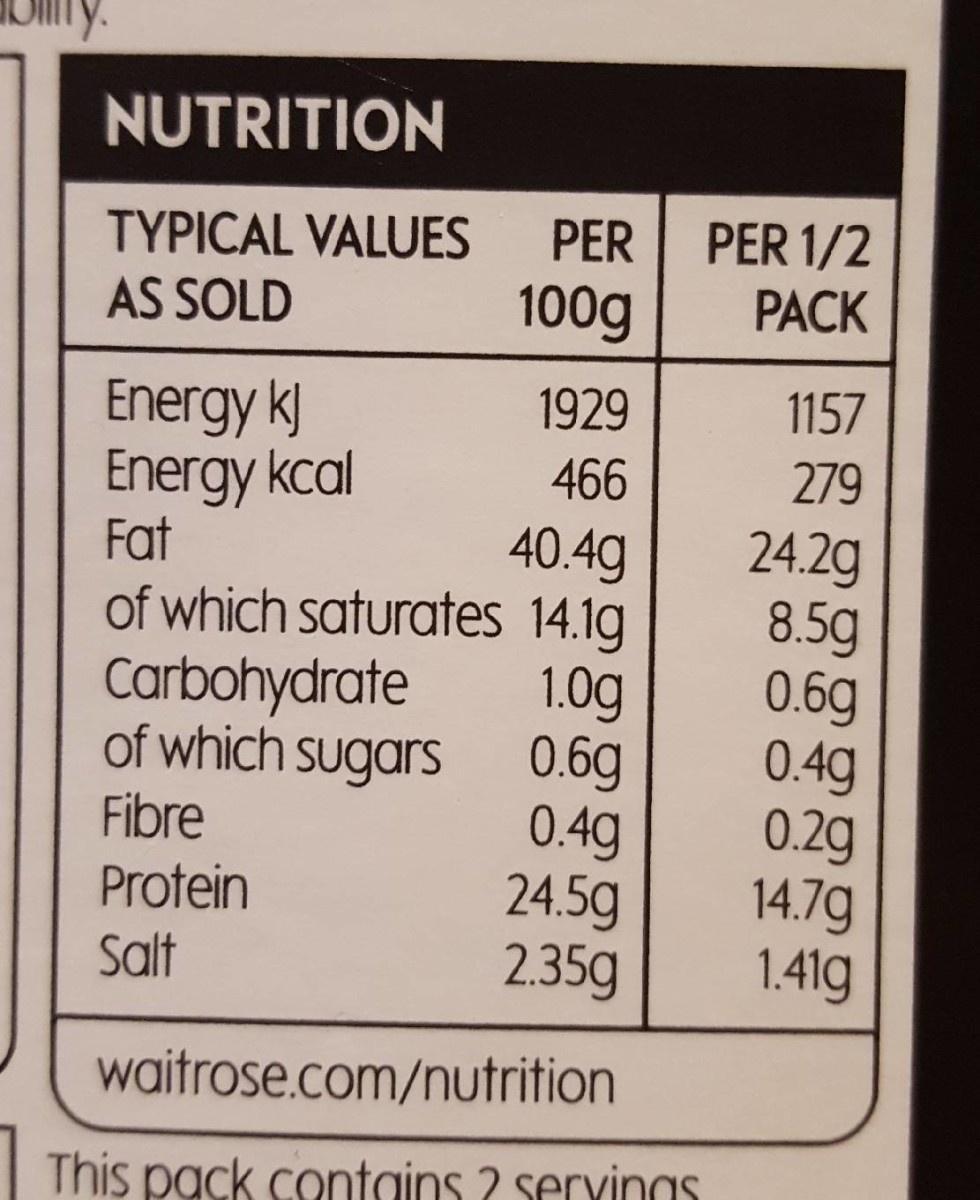 NUTRITION
TYPICAL VALUES PER PER 1/2
AS SOLD 100g PACK
Energy kJ 1929 1157
Energy kcal 466 279
Fat 40.4g 24.2g
of which saturates 14.1g 8.5g
Carbohydrate 1.0g 0.6g
of which sugars 0.6g 0.4g
Fibre 0.4g 0.2g
Protein 24.5g 14.7g
Salt 2.35g 1.41g
waitrose.com/nutrition
This pack contains 2 servings